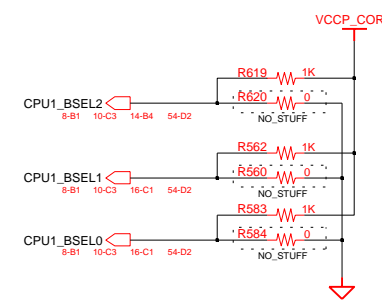 VCCP_COR
R619 1K
R620 0
CPU1_BSEL2
8-B1 10-C3 14-B4 54-D2
NO_STUFF
R562 1K
R560 0
CPU1_BSEL1
8-B1 10-C3 16-C1 54-D2
NO_STUFF
R583 1K
R584 0
CPU1_BSEL0
8-B1 10-C3 16-C1 54-D2
NO_STUFF